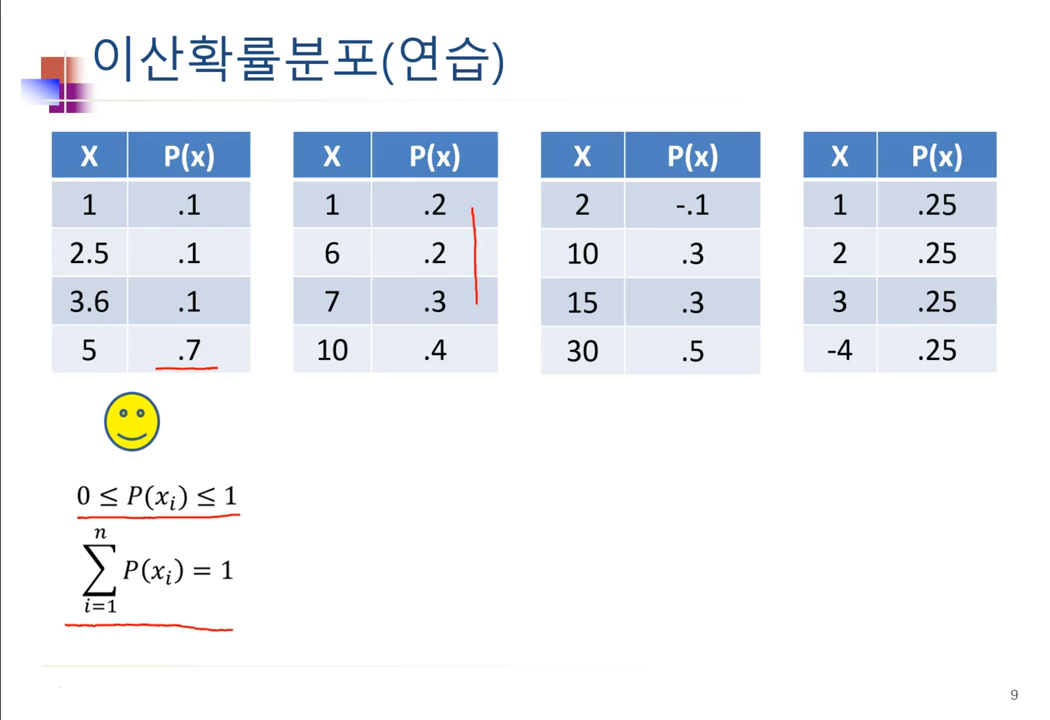 이산확률분포(연습)
X P(x)
1 .1
2.5 .1
3.6 .1
5 .7
X P(x)
1 .2
6 .2
7 .3
10 .4
X P(x)
2 -.1
10 .3
15 .3
30 .5
X P(x)
1 .25
2 .25
3 .25
-4 .25
0 ≤ P(xᵢ) ≤ 1
n
∑ P(xᵢ) = 1
i=1
9